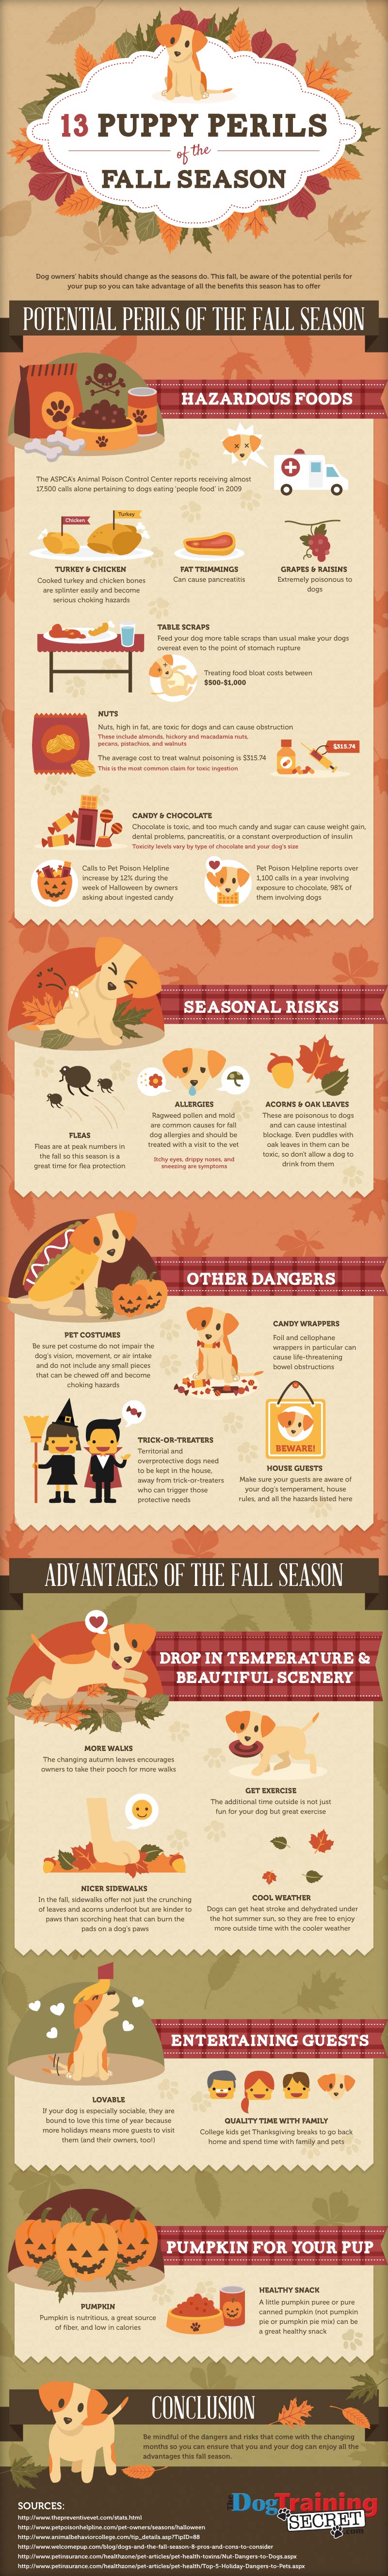 13 PUPPY PERILS
of the
FALL SEASON
Dog owners' habits should change as the seasons do. This fall, be aware of the potential perils for
your pup so you can take advantage of all the benefits this season has to offer
POTENTIAL PERILS OF THE FALL SEASON
HAZARDOUS FOODS
The ASPCA's Animal Poison Control Center reports receiving almost
17,500 calls alone pertaining to dogs eating 'people food' in 2009
Chicken
Turkey
TURKEY & CHICKEN
Cooked turkey and chicken bones
are splinter easily and become
serious choking hazards
FAT TRIMMINGS
Can cause pancreatitis
GRAPES & RAISINS
Extremely poisonous to
dogs
TABLE SCRAPS
Feed your dog more table scraps than usual make your dogs
overeat even to the point of stomach rupture
Treating food bloat costs between
$500-$1,000
NUTS
Nuts, high in fat, are toxic for dogs and can cause obstruction
These include almonds, hickory and macadamia nuts,
pecans, pistachios, and walnuts
The average cost to treat walnut poisoning is $315.74
This is the most common claim for toxic ingestion
$315.74
CANDY & CHOCOLATE
Chocolate is toxic, and too much candy and sugar can cause weight gain,
dental problems, pancreatitis, or a constant overproduction of insulin
Toxicity levels vary by type of chocolate and your dog's size
Calls to Pet Poison Helpline
increase by 12% during the
week of Halloween by owners
asking about ingested candy
Pet Poison Helpline reports over
1,100 calls in a year involving
exposure to chocolate, 98% of
them involving dogs
SEASONAL RISKS
FLEAS
Fleas are at peak numbers in
the fall so this season is a
great time for flea protection
ALLERGIES
Ragweed pollen and mold
are common causes for fall
dog allergies and should be
treated with a visit to the vet
Itchy eyes, drippy noses, and
sneezing are symptoms
ACORNS & OAK LEAVES
These are poisonous to dogs
and can cause intestinal
blockage. Even puddles with
oak leaves in them can be
toxic, so don't allow a dog to
drink from them
OTHER DANGERS
PET COSTUMES
Be sure pet costume do not impair the
dog's vision, movement, or air intake
and do not include any small pieces
that can be chewed off and become
choking hazards
CANDY WRAPPERS
Foil and cellophane
wrappers in particular can
cause life-threatening
bowel obstructions
TRICK-OR-TREATERS
Territorial and
overprotective dogs need
to be kept in the house,
away from trick-or-treaters
who can trigger those
protective needs
BEWARE!
HOUSE GUESTS
Make sure your guests are aware of
your dog's temperament, house
rules, and all the hazards listed here
ADVANTAGES OF THE FALL SEASON
DROP IN TEMPERATURE &
BEAUTIFUL SCENERY
MORE WALKS
The changing autumn leaves encourages
owners to take their pooch for more walks
GET EXERCISE
The additional time outside is not just
fun for your dog but great exercise
NICER SIDEWALKS
In the fall, sidewalks offer not just the crunching
of leaves and acorns underfoot but are kinder to
paws than scorching heat that can burn the
pads on a dog's paws
COOL WEATHER
Dogs can get heat stroke and dehydrated under
the hot summer sun, so they are free to enjoy
more outside time with the cooler weather
ENTERTAINING GUESTS
LOVABLE
If your dog is especially sociable, they are
bound to love this time of year because
more holidays means more guests to visit
them (and their owners, too!)
QUALITY TIME WITH FAMILY
College kids get Thanksgiving breaks to go back
home and spend time with family and pets
PUMPKIN FOR YOUR PUP
PUMPKIN
Pumpkin is nutritious, a great source
of fiber, and low in calories
HEALTHY SNACK
A little pumpkin puree or pure
canned pumpkin (not pumpkin
pie or pumpkin pie mix) can be
a great healthy snack
CONCLUSION
Be mindful of the dangers and risks that come with the changing
months so you can ensure that you and your dog can enjoy all the
advantages this fall season.
SOURCES:
http://www.thepreventivevet.com/stats.html
http://www.petpoisonhelpline.com/pet-owners/seasons/halloween
http://www.animalbehaviorcollege.com/tip_details.asp?TipID=88
http://www.welcomepup.com/blog/dogs-and-the-fall-season-8-pros-and-cons-to-consider
http://www.petinsurance.com/healthzone/pet-articles/pet-health-toxins/Nut-Dangers-to-Dogs.aspx
http://www.petinsurance.com/healthzone/pet-articles/pet-health/Top-5-Holiday-Dangers-to-Pets.aspx
The DogTraining
SECRET
.com